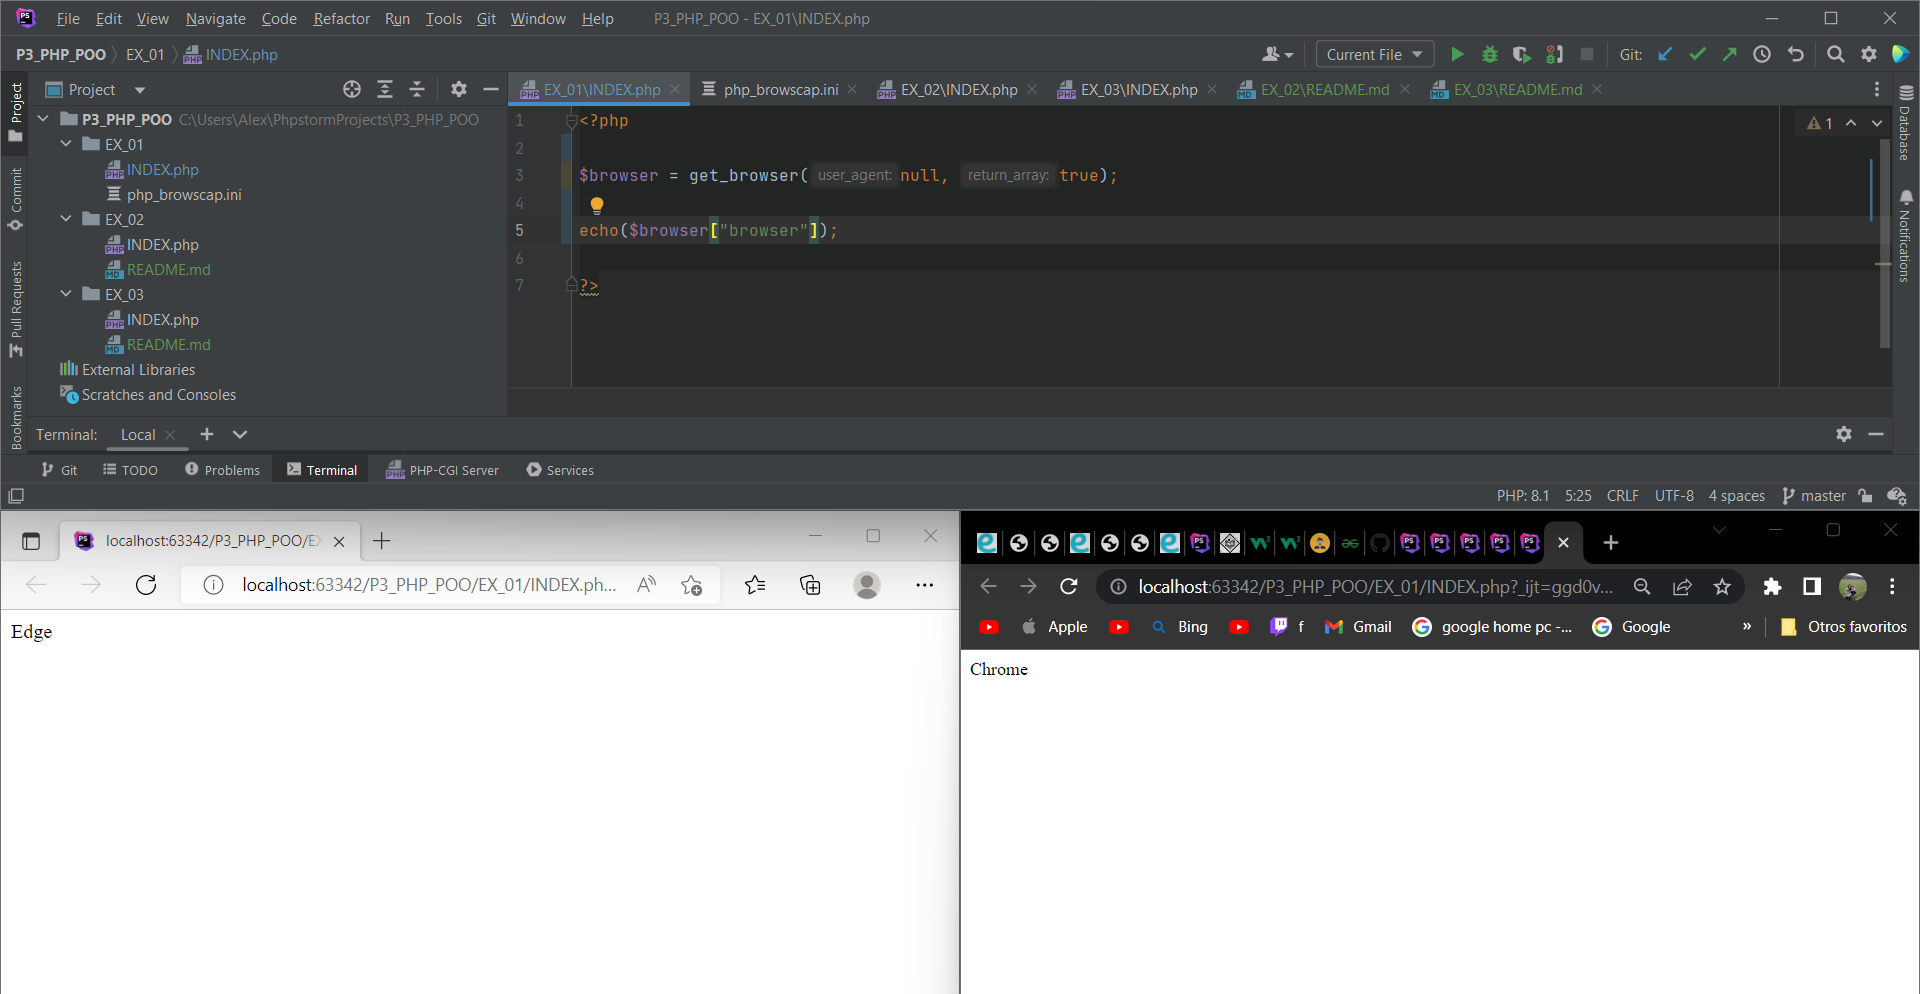 File Edit View Navigate Code Refactor Run Tools Git Window Help P3_PHP_POO - EX_01\INDEX.php
P3_PHP_POO EX_01 INDEX.php Current File Git:
Project
EX_01\INDEX.php php_browscap.ini EX_02\INDEX.php EX_03\INDEX.php EX_02\README.md EX_03\README.md
P3_PHP_POO C:\Users\Alex\PhpstormProjects\P3_PHP_POO
EX_01
INDEX.php
php_browscap.ini
EX_02
INDEX.php
README.md
EX_03
INDEX.php
README.md
External Libraries
Scratches and Consoles
Project
Commit
Pull Requests
Bookmarks
1 <?php
2
3 $browser = get_browser( user_agent: null, return_array: true);
4
5 echo($browser["browser"]);
6
7 ?>
1
Database
Notifications
Terminal: Local
Git TODO Problems Terminal PHP-CGI Server Services
PHP: 8.1 5:25 CRLF UTF-8 4 spaces master
localhost:63342/P3_PHP_POO/EX
localhost:63342/P3_PHP_POO/EX_01/INDEX.ph...
Edge
localhost:63342/P3_PHP_POO/EX_01/INDEX.php?_ijt=ggd0v...
Apple Bing f Gmail google home pc -... Google » Otros favoritos
Chrome